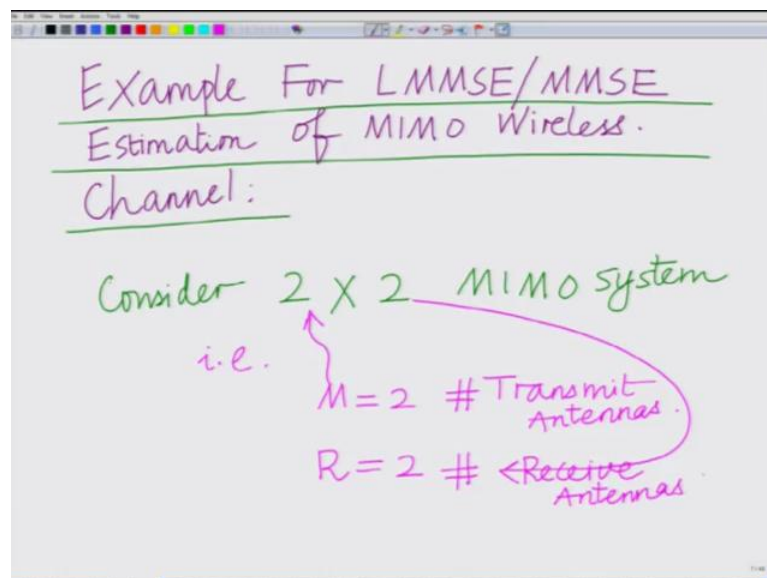 Example For LMMSE/MMSE
Estimation of MIMO Wireless.
Channel:
Consider 2 X 2 MIMO system
i.e.
M = 2 # Transmit
Antennas.
R = 2 # Receive
Antennas